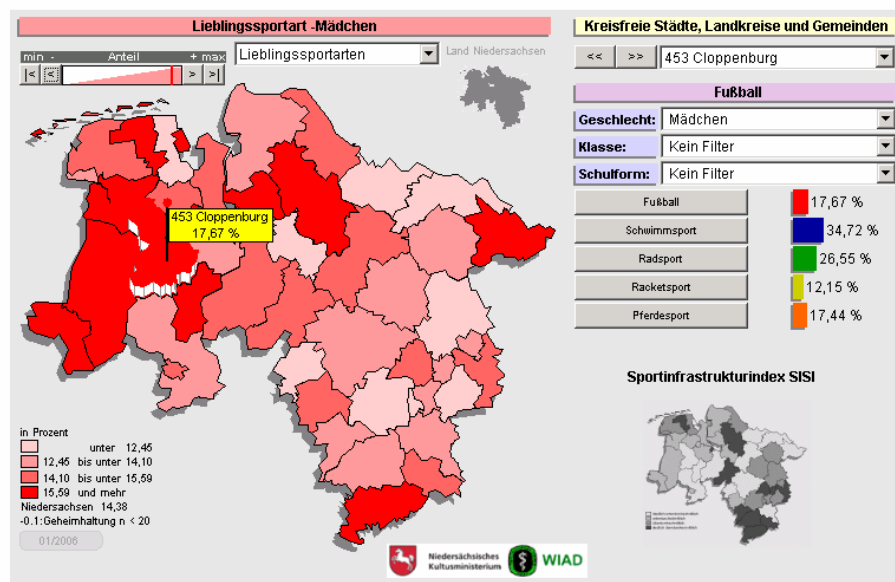 Lieblingssportart -Mädchen
min - Anteil + max
|< < > >|
Lieblingssportarten
Land Niedersachsen
453 Cloppenburg
17,67 %
in Prozent
unter 12,45
12,45 bis unter 14,10
14,10 bis unter 15,59
15,59 und mehr
Niedersachsen 14,38
-0.1:Geheimhaltung n < 20
01/2006
Niedersächsisches
Kultusministerium
WIAD
Kreisfreie Städte, Landkreise und Gemeinden
<< >> 453 Cloppenburg
Fußball
Geschlecht: Mädchen
Klasse: Kein Filter
Schulform: Kein Filter
Fußball 17,67 %
Schwimmsport 34,72 %
Radsport 26,55 %
Racketsport 12,15 %
Pferdesport 17,44 %
Sportinfrastrukturindex SISI